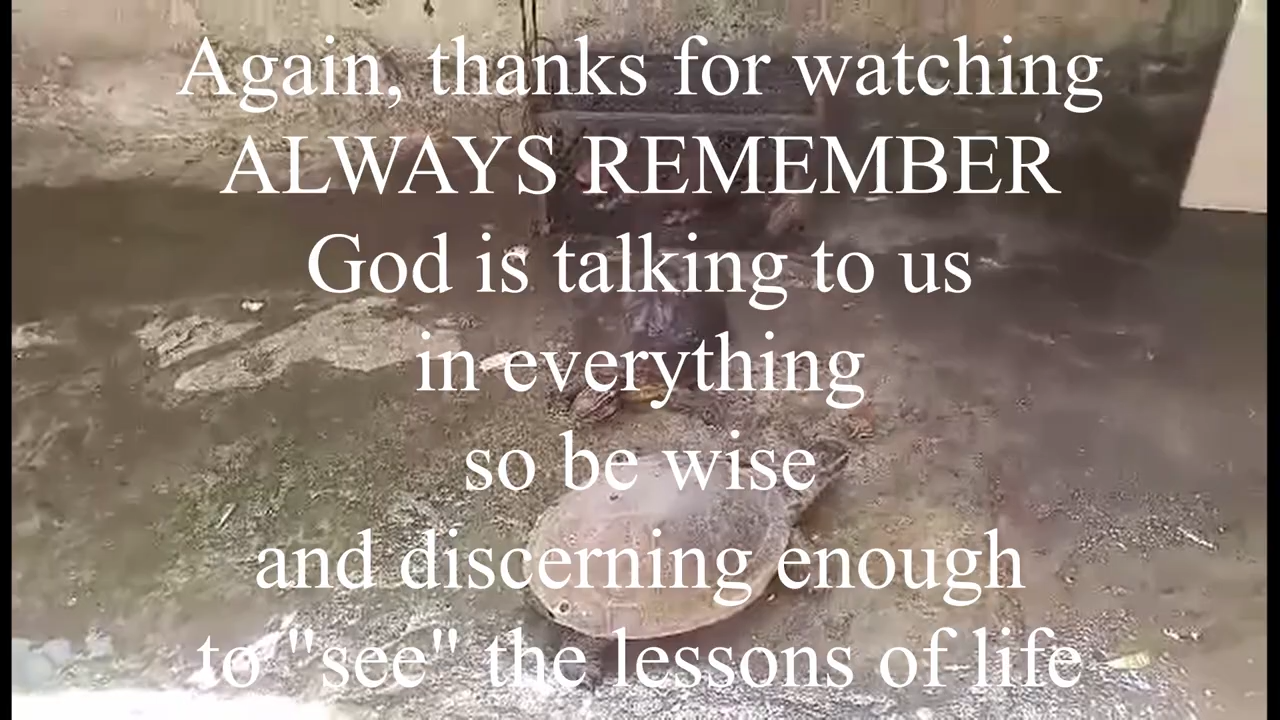 Again, thanks for watching
ALWAYS REMEMBER
God is talking to us
in everything
so be wise
and discerning enough
to "see" the lessons of life